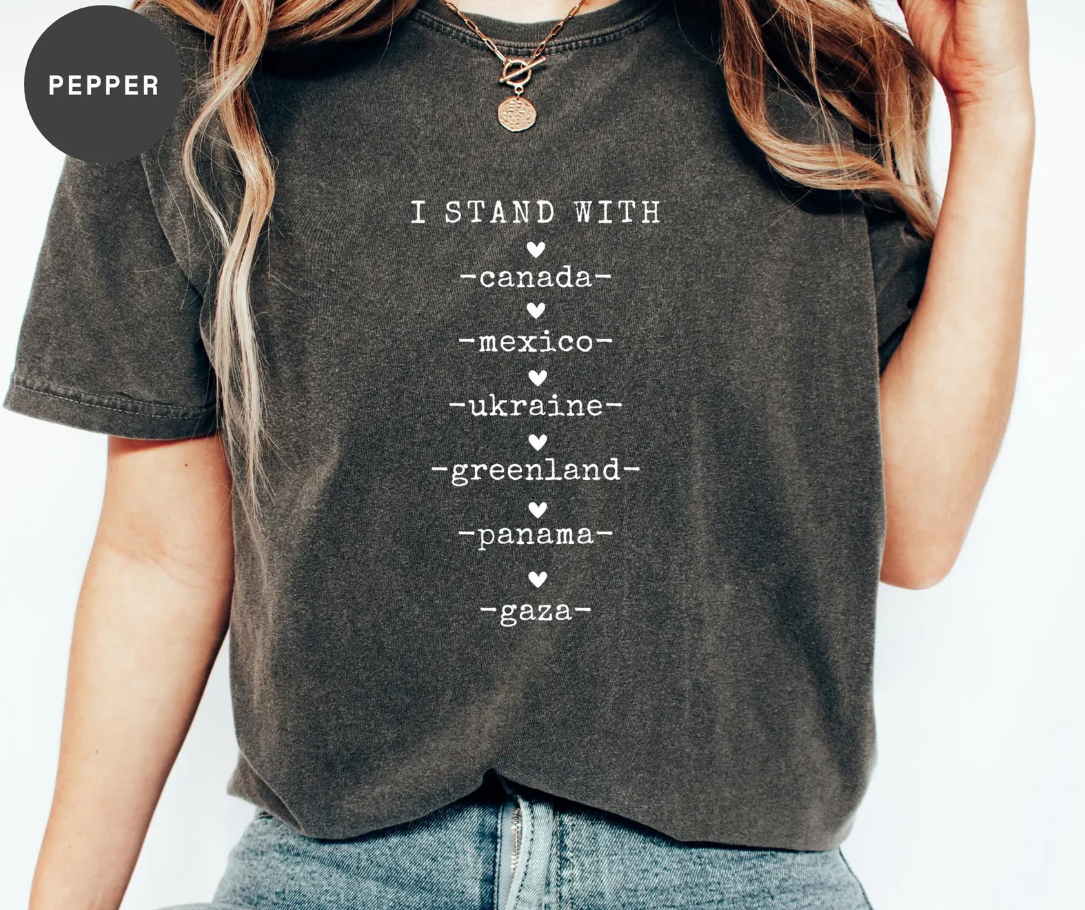 PEPPER
I STAND WITH
-canada-
-mexico-
-ukraine-
-greenland-
-panama-
-gaza-